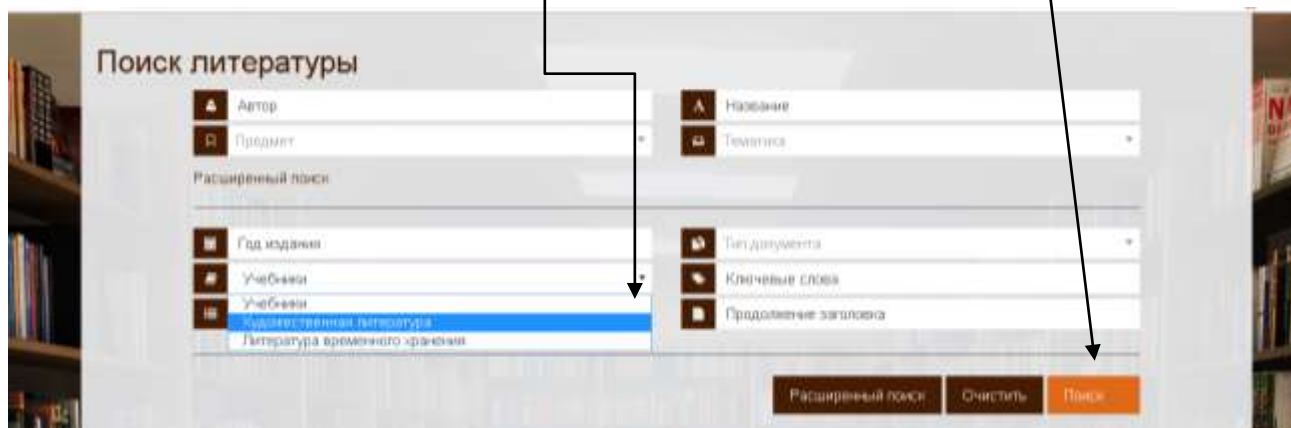 Поиск литературы
Автор
Название
Предмет
Тематика
Расширенный поиск
Год издания
Тип документа
Учебники
Ключевые слова
Учебники
Продолжение заголовка
Художественная литература
Литература временного хранения
Расширенный поиск
Очистить
Поиск